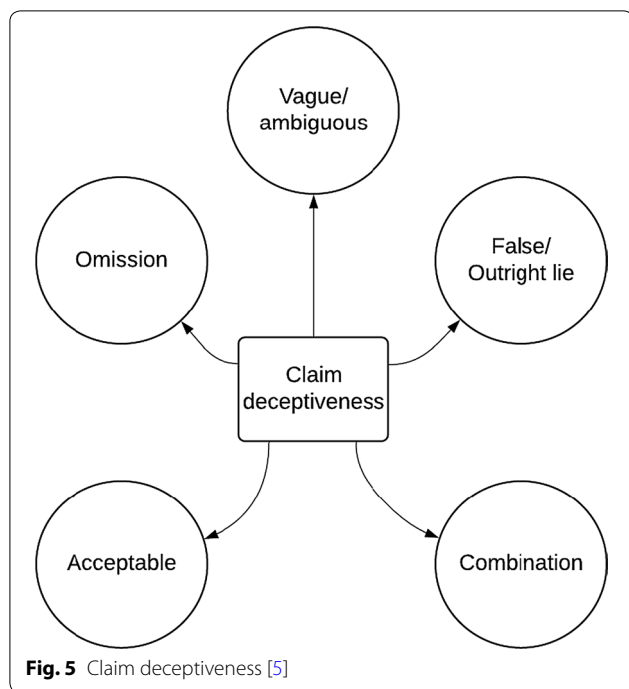 Vague/
ambiguous
Omission
False/
Outright lie
Claim
deceptiveness
Acceptable
Combination
Fig. 5 Claim deceptiveness [5]